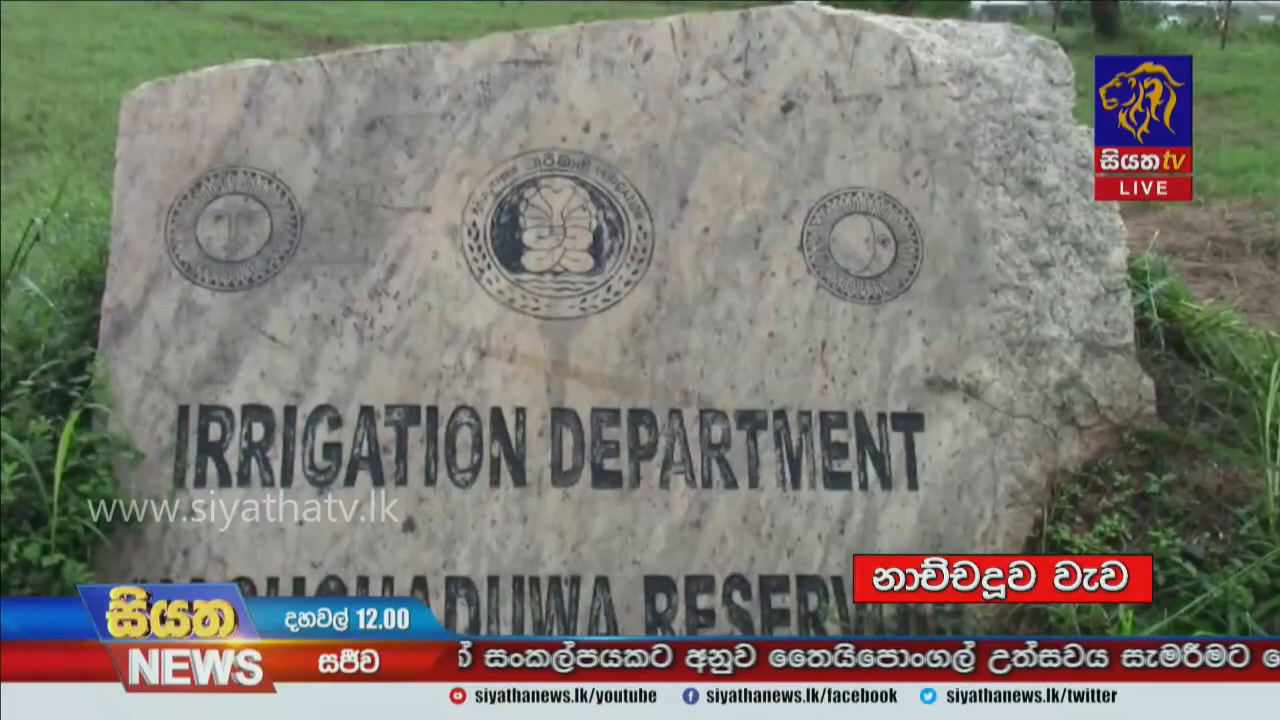 සියත tv
LIVE
IRRIGATION DEPARTMENT
www.siyathatv.lk
නාච්චදූව වැව
සියත
NEWS
දහවල් 12.00
සජීව
සංකල්පයකට අනුව තෛයිපොංගල් උත්සවය සැමරීමට
siyathanews.lk/youtube
siyathanews.lk/facebook
siyathanews.lk/twitter